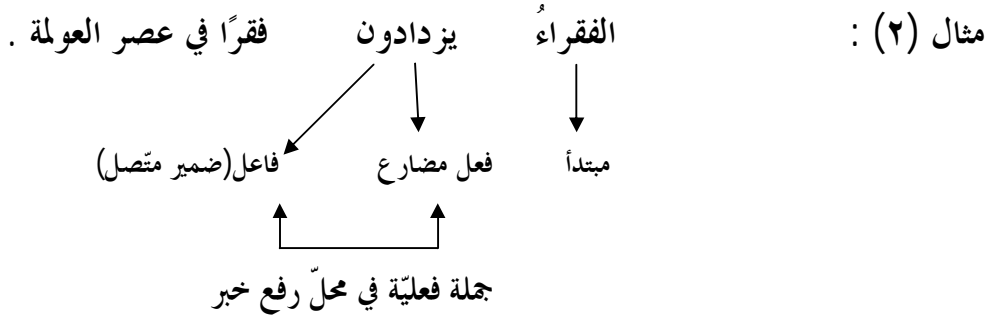 مثال (٢) : الفقراءُ يزدادون فقرًا في عصر العولمة .
مبتدأ فعل مضارع فاعل(ضمير متّصل)
جملة فعليّة في محلّ رفع خبر